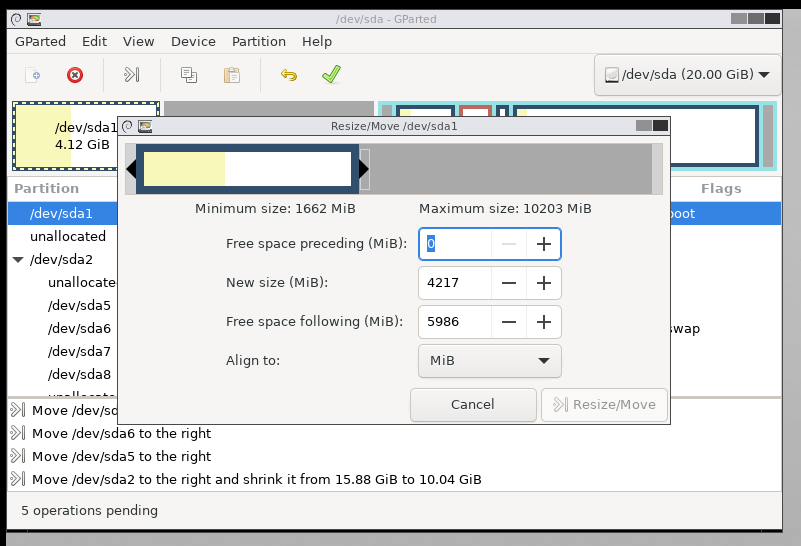 /dev/sda - GParted
GParted Edit View Device Partition Help
/dev/sda (20.00 GiB)
/dev/sda1
4.12 GiB
Resize/Move /dev/sda1
Minimum size: 1662 MiB Maximum size: 10203 MiB
Free space preceding (MiB): 0
New size (MiB): 4217
Free space following (MiB): 5986
Align to: MiB
Cancel Resize/Move
Partition Flags
/dev/sda1 boot
unallocated
/dev/sda2
unallocate
/dev/sda5
/dev/sda6 swap
/dev/sda7
/dev/sda8
Move /dev/sd
Move /dev/sda6 to the right
Move /dev/sda5 to the right
Move /dev/sda2 to the right and shrink it from 15.88 GiB to 10.04 GiB
5 operations pending